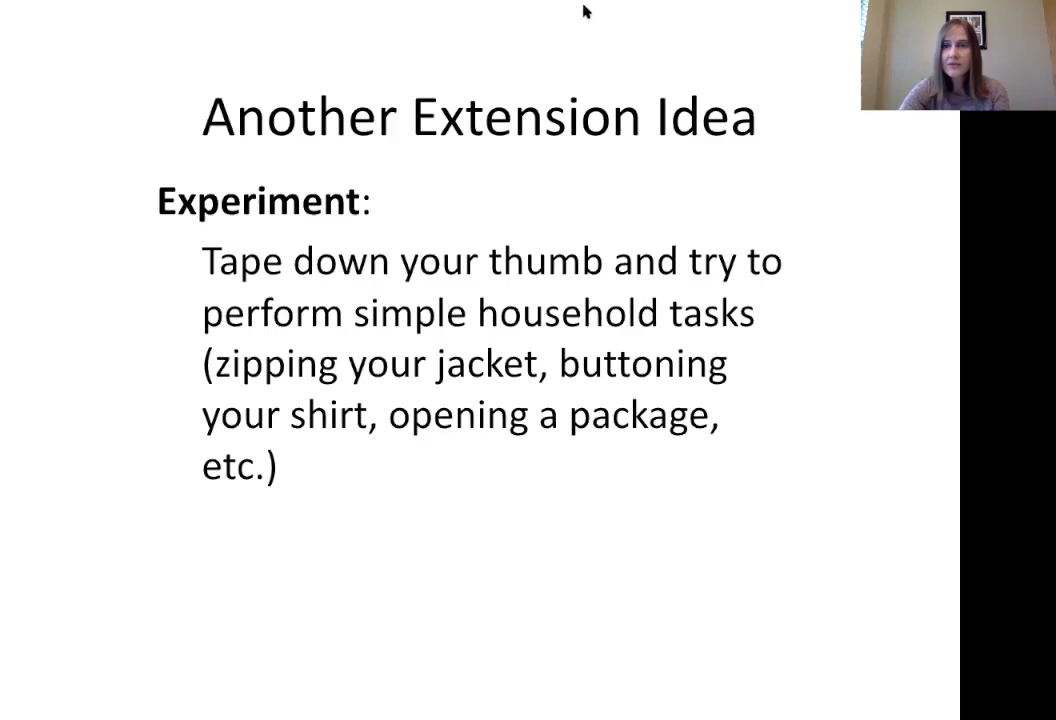 Another Extension Idea
Experiment:
Tape down your thumb and try to
perform simple household tasks
(zipping your jacket, buttoning
your shirt, opening a package,
etc.)